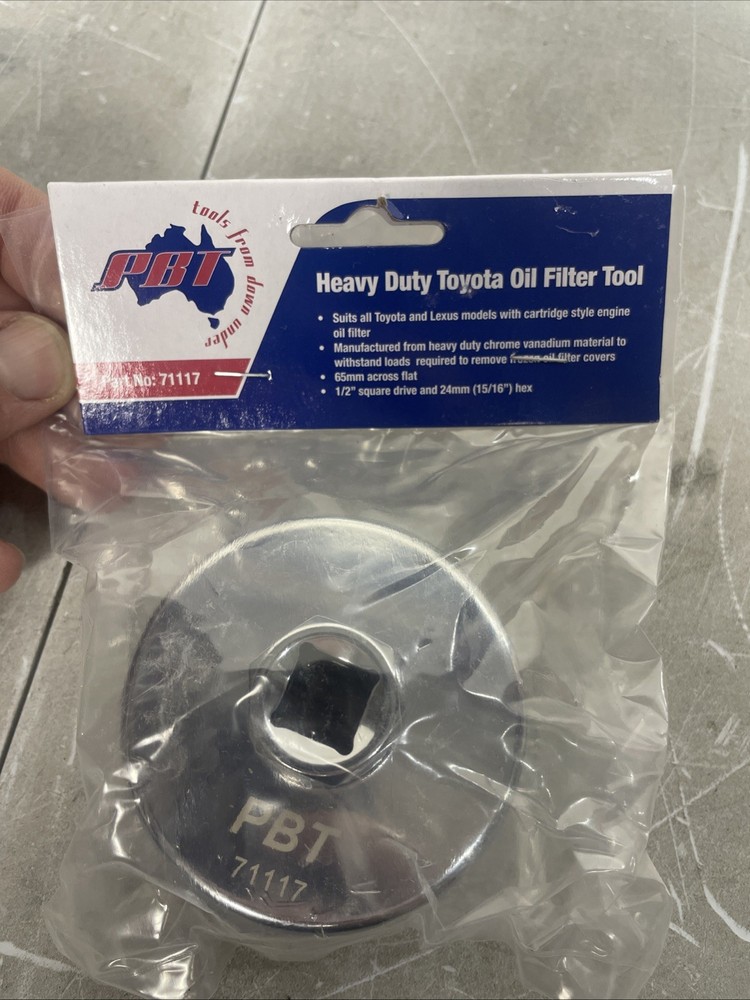 tools from down under
PBT
Part No: 71117
Heavy Duty Toyota Oil Filter Tool
• Suits all Toyota and Lexus models with cartridge style engine
oil filter
• Manufactured from heavy duty chrome vanadium material to
withstand loads required to remove frozen oil filter covers
• 65mm across flat
• 1/2" square drive and 24mm (15/16") hex
PBT
71117